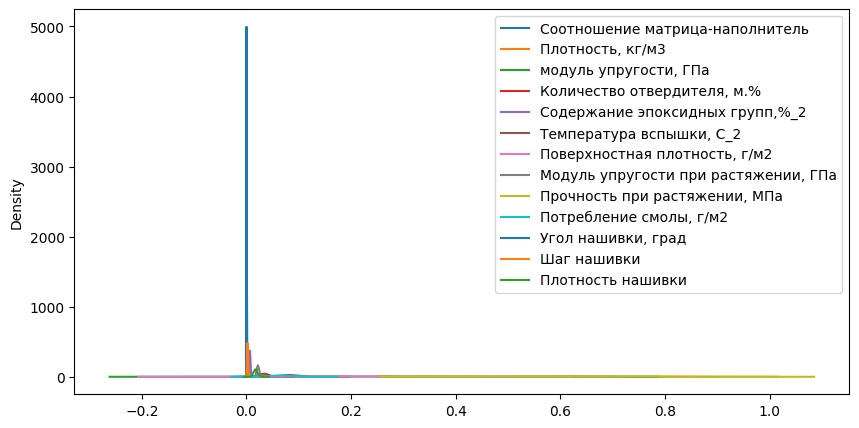 5000
4000
3000
2000
1000
0
Density
−0.2
0.0
0.2
0.4
0.6
0.8
1.0
Соотношение матрица-наполнитель
Плотность, кг/м3
модуль упругости, ГПа
Количество отвердителя, м.%
Содержание эпоксидных групп,%_2
Температура вспышки, С_2
Поверхностная плотность, г/м2
Модуль упругости при растяжении, ГПа
Прочность при растяжении, МПа
Потребление смолы, г/м2
Угол нашивки, град
Шаг нашивки
Плотность нашивки